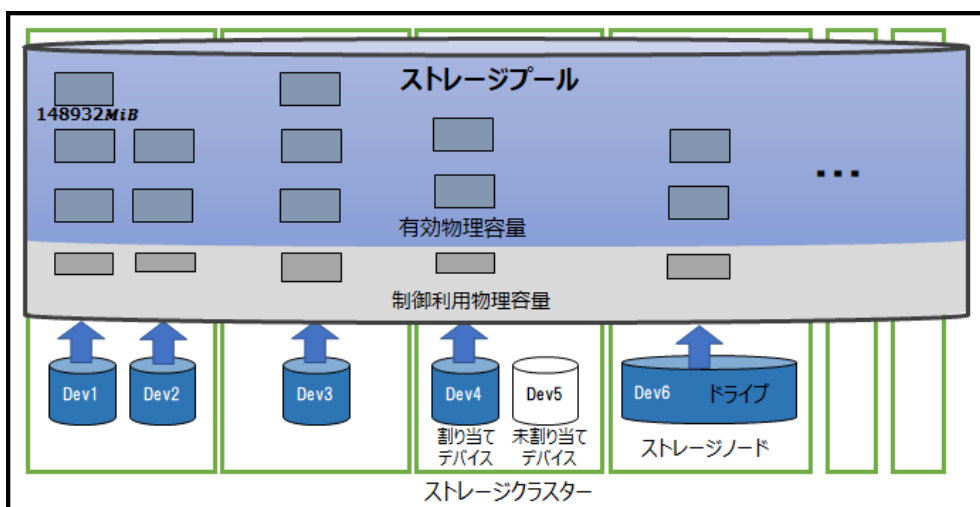 ストレージプール
148932MiB
...
有効物理容量
制御利用物理容量
Dev1
Dev2
Dev3
Dev4
Dev5
Dev6
ドライブ
割り当て
デバイス
未割り当て
デバイス
ストレージノード
ストレージクラスター